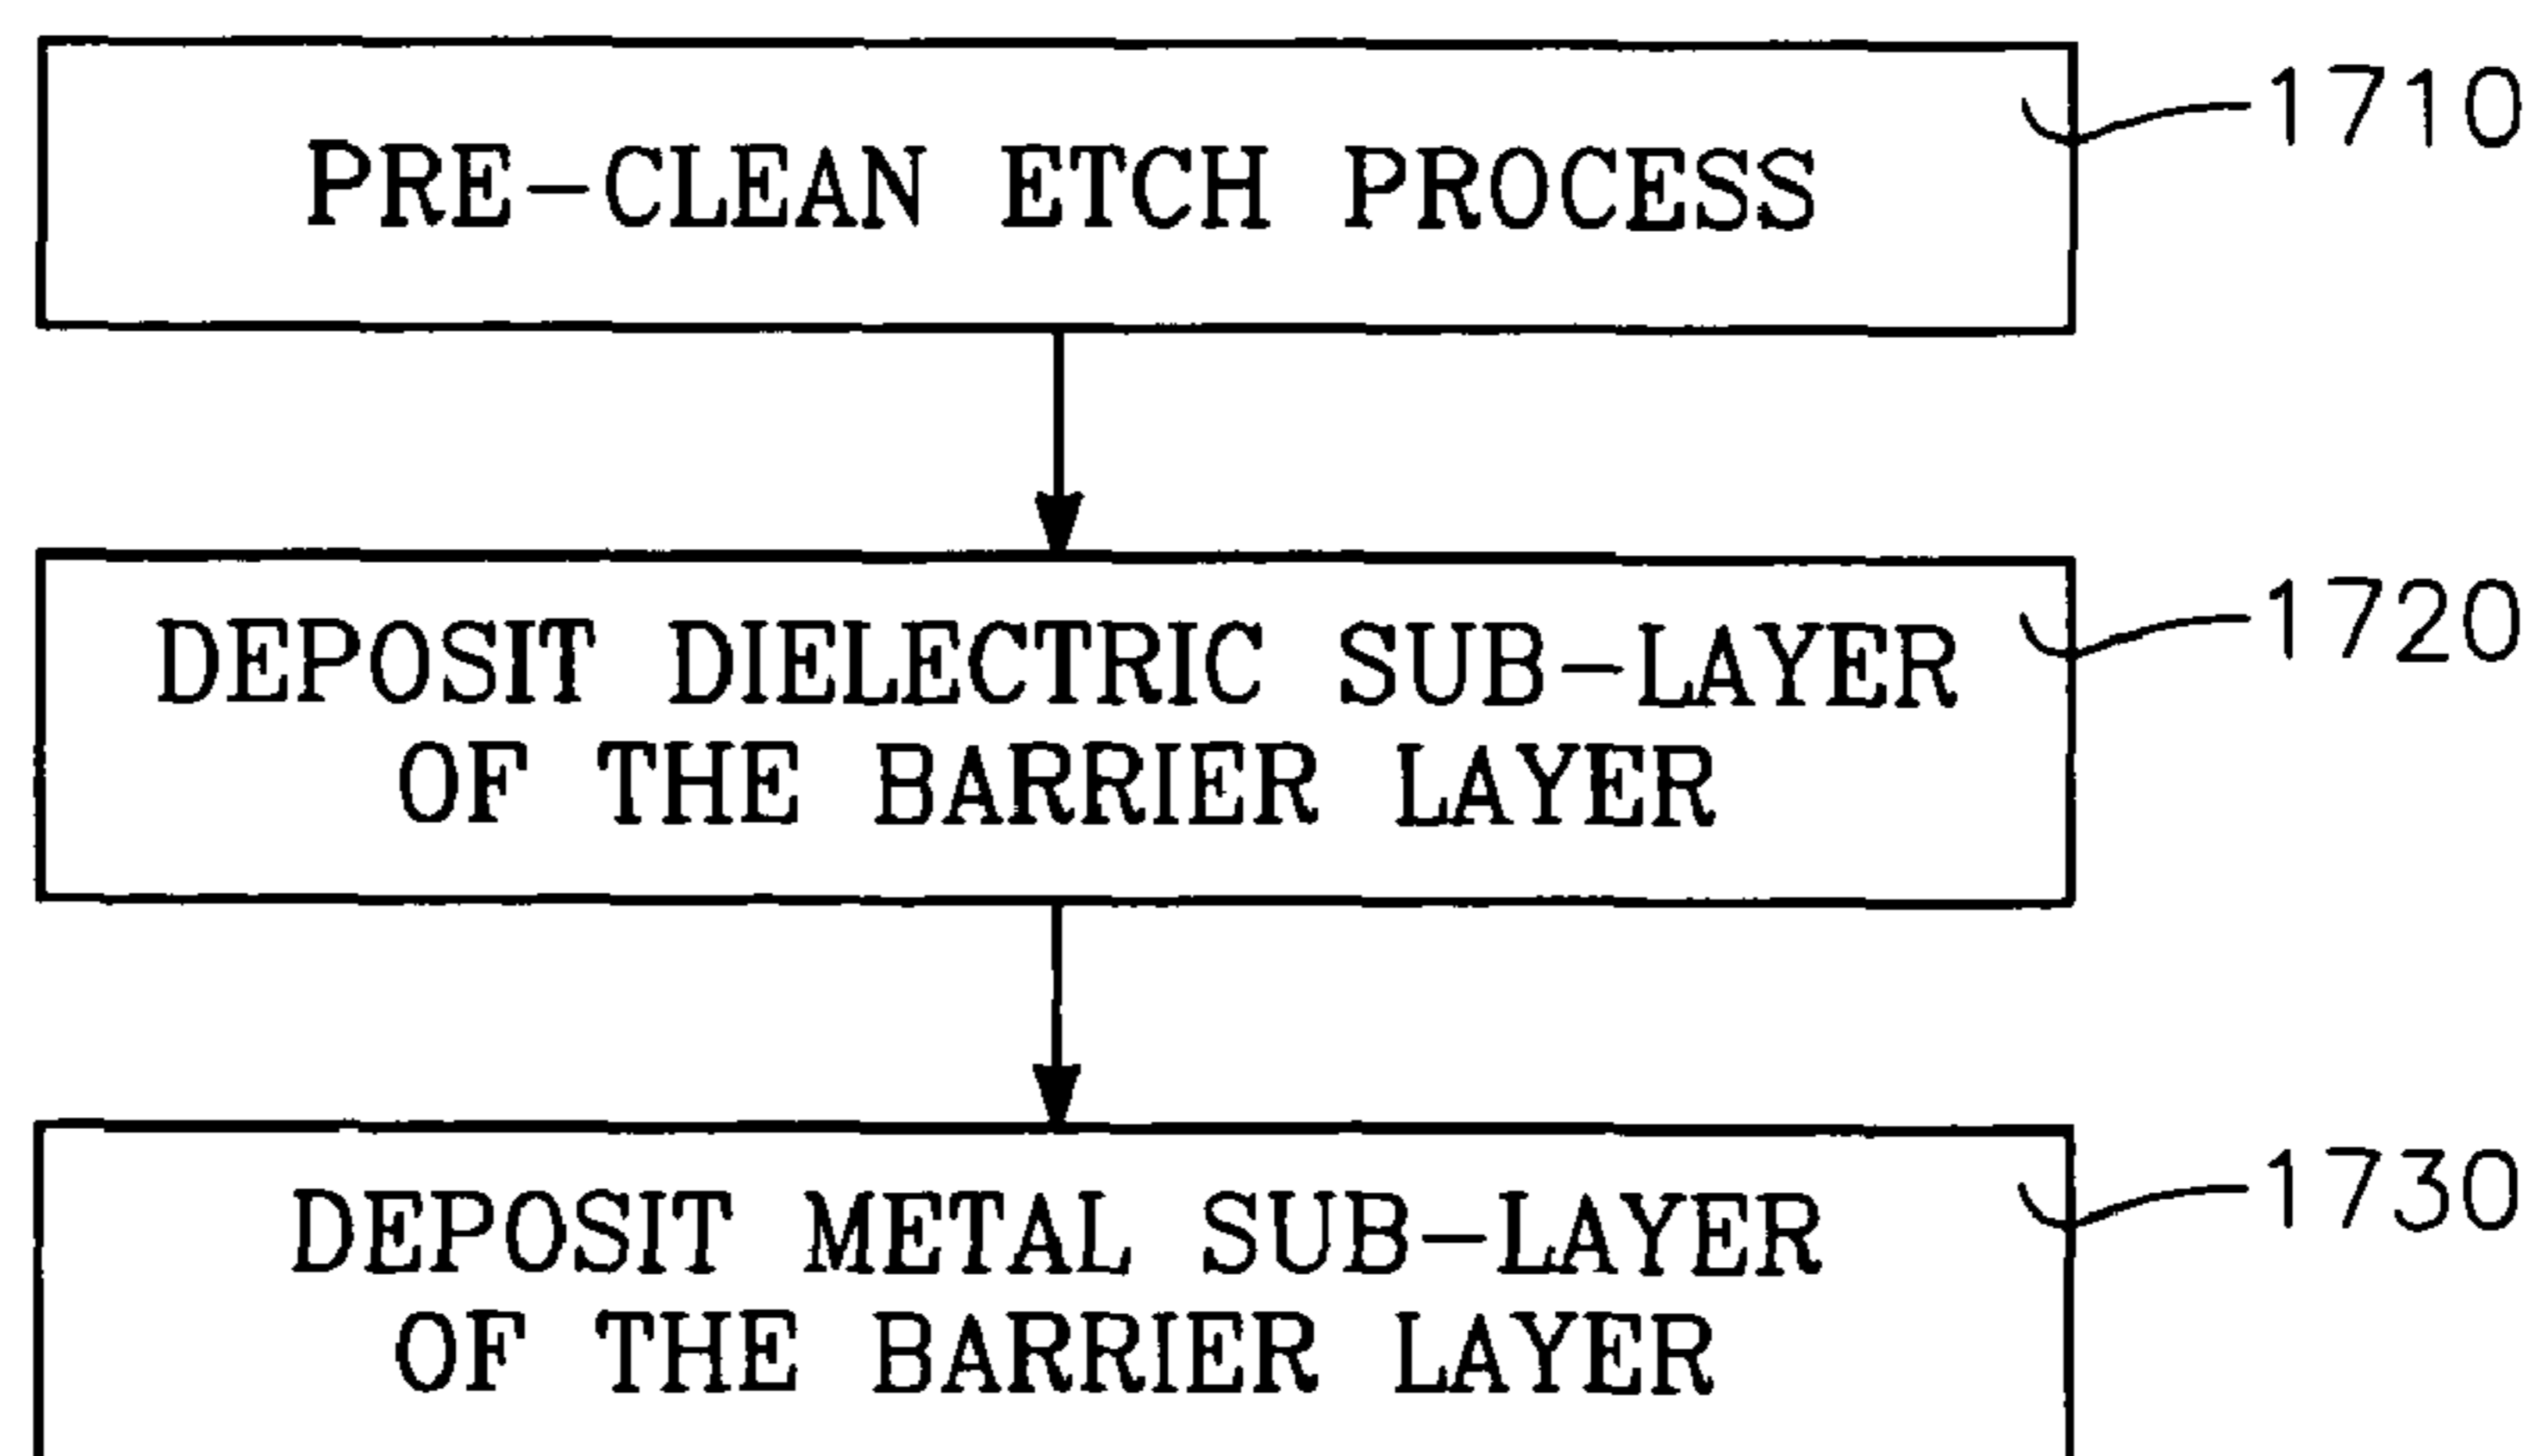 PRE-CLEAN ETCH PROCESS
1710
DEPOSIT DIELECTRIC SUB-LAYER
OF THE BARRIER LAYER
1720
DEPOSIT METAL SUB-LAYER
OF THE BARRIER LAYER
1730